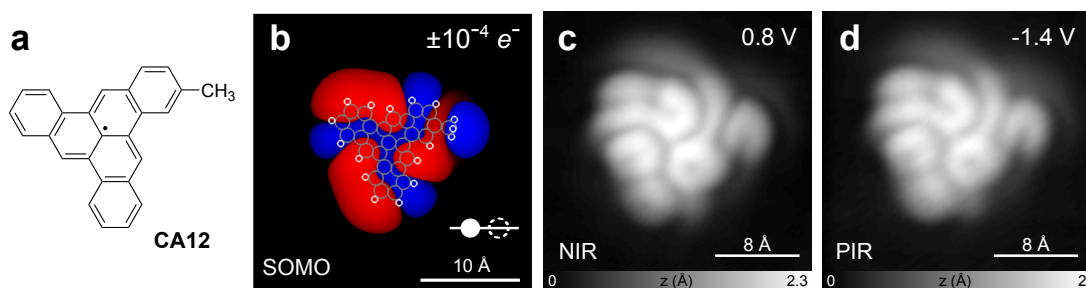 a
CH₃
CA12
b
±10⁻⁴ e⁻
SOMO
10 Å
c
0.8 V
NIR
8 Å
0 z (Å) 2.3
d
-1.4 V
PIR
8 Å
0 z (Å) 2